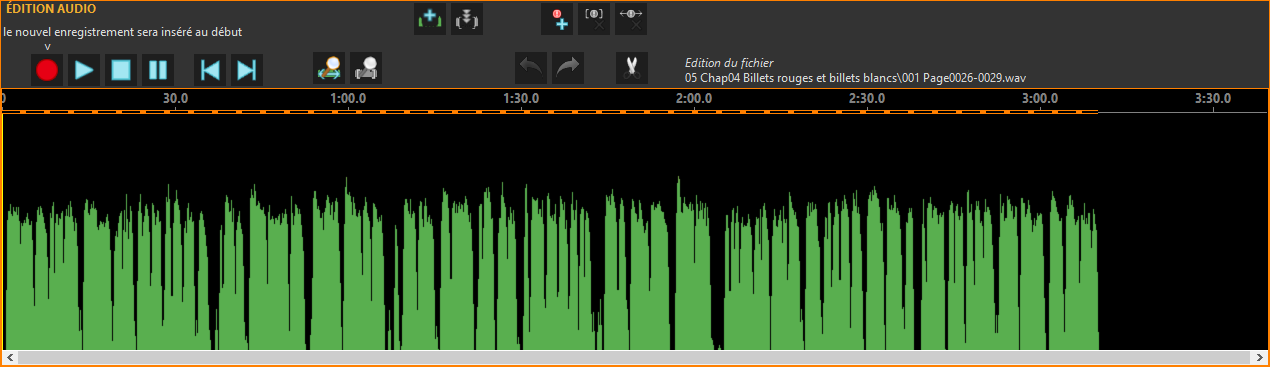 ÉDITION AUDIO
le nouvel enregistrement sera inséré au début
v
Edition du fichier
05 Chap04 Billets rouges et billets blancs\001 Page0026-0029.wav
0 30.0 1:00.0 1:30.0 2:00.0 2:30.0 3:00.0 3:30.0